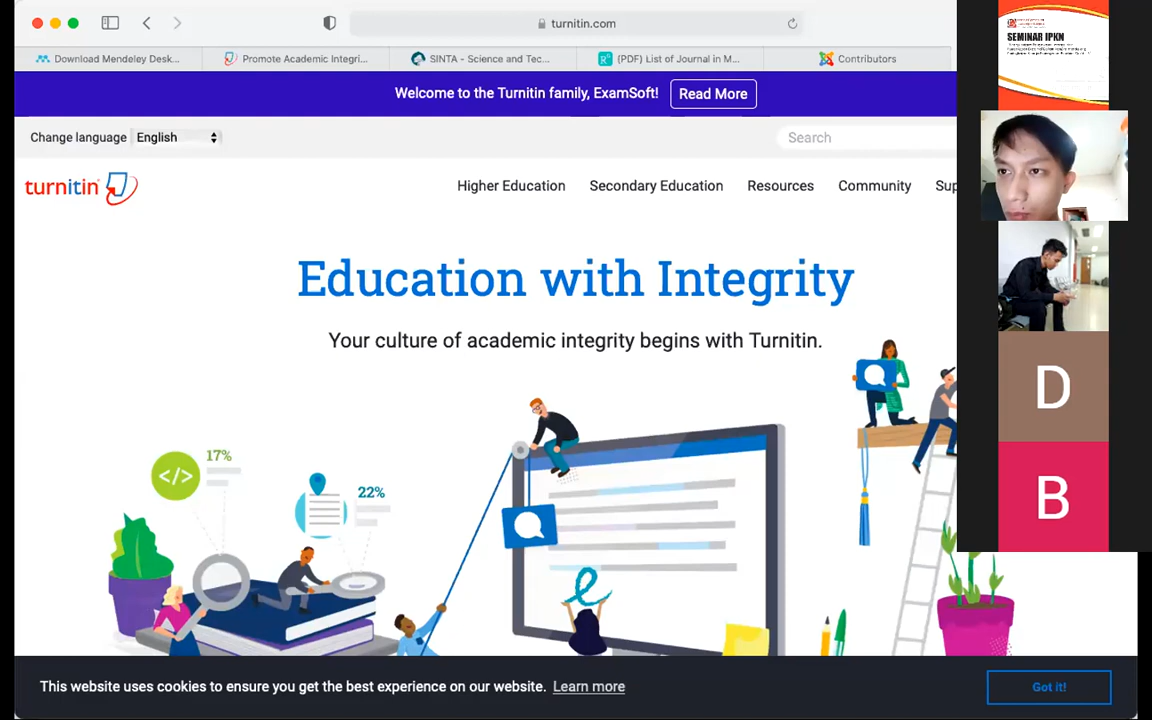 turnitin.com
Download Mendeley Desk...
Promote Academic Integri...
SINTA - Science and Tec...
(PDF) List of Journal in M...
Contributors
Welcome to the Turnitin family, ExamSoft!
Read More
Change language
English
Search
turnitin
Higher Education
Secondary Education
Resources
Community
Sup
Education with Integrity
Your culture of academic integrity begins with Turnitin.
17%
</>
22%
e
This website uses cookies to ensure you get the best experience on our website. Learn more
Got it!
SEMINAR IPKN
D
B